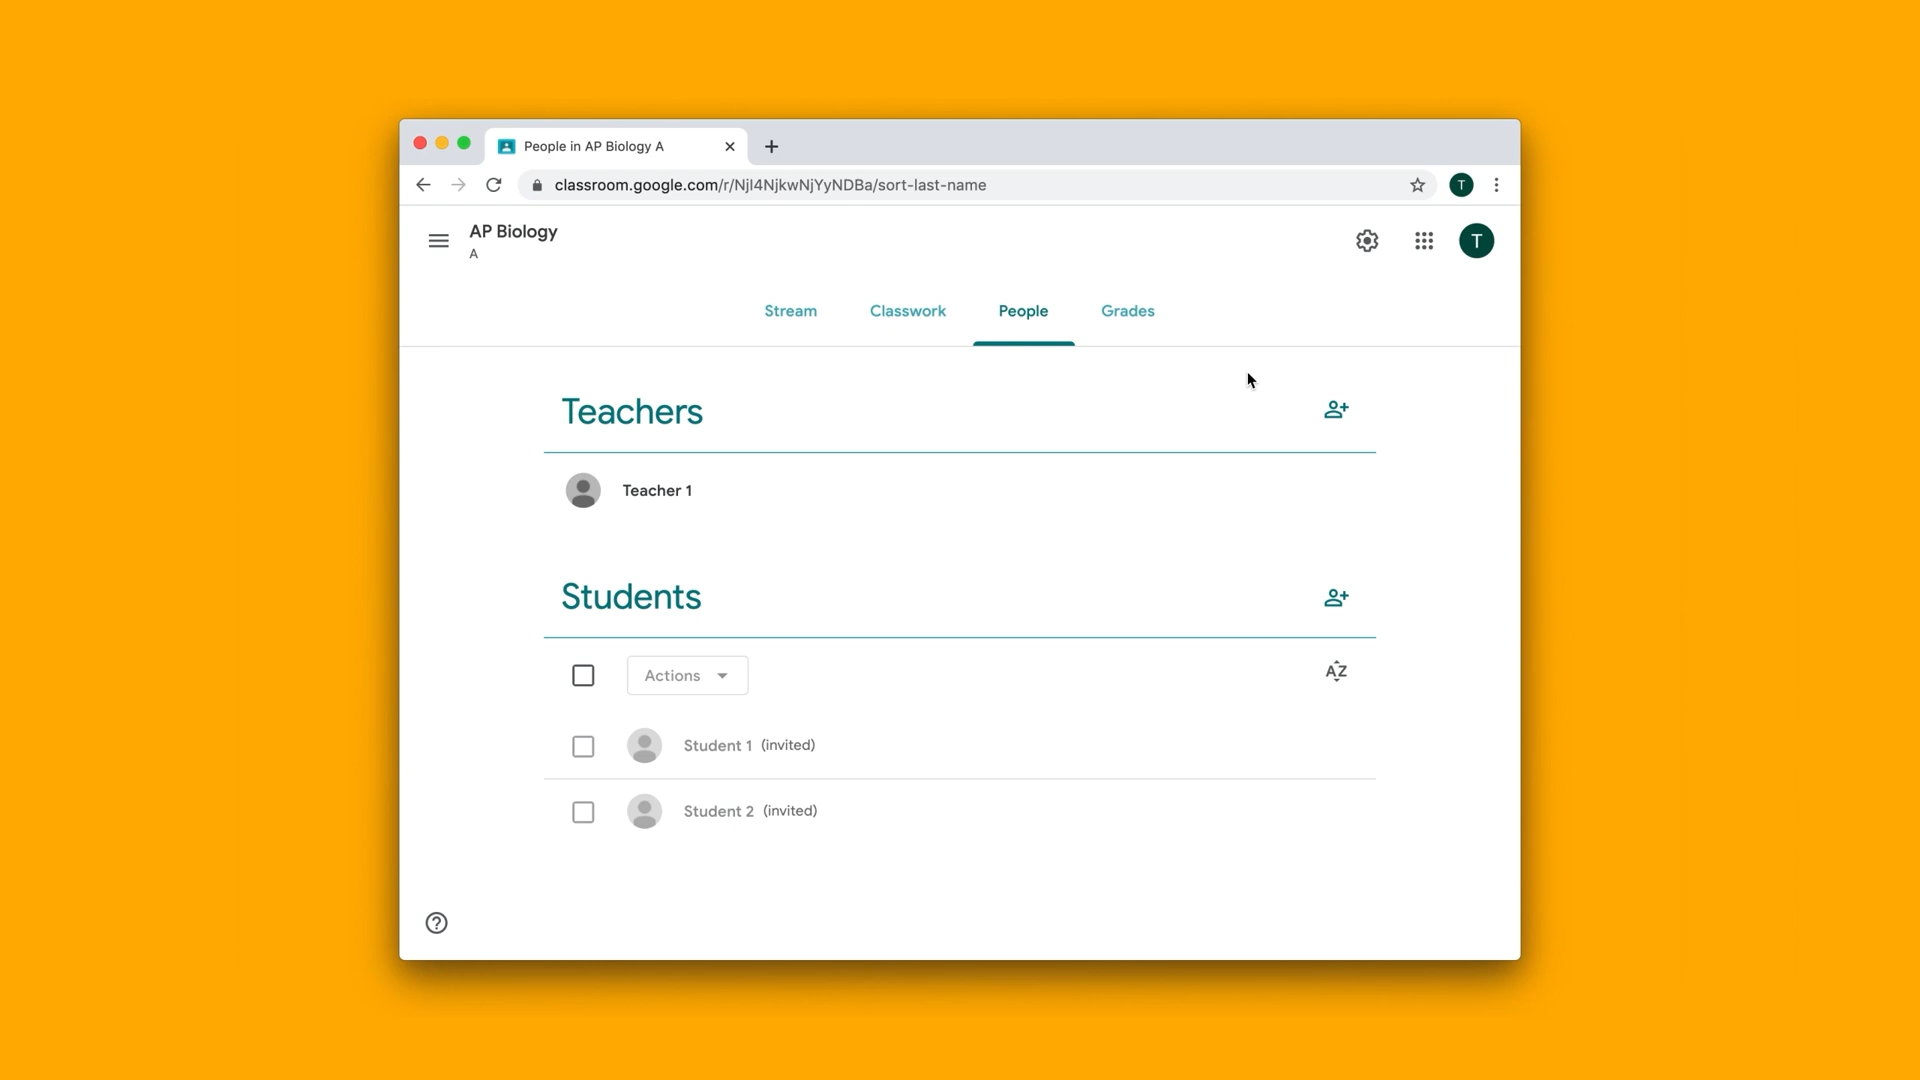 People in AP Biology A
classroom.google.com/r/NjI4NjkwNjYyNDBa/sort-last-name
T
AP Biology
A
T
Stream
Classwork
People
Grades
Teachers
Teacher 1
Students
Actions
AZ
Student 1 (invited)
Student 2 (invited)